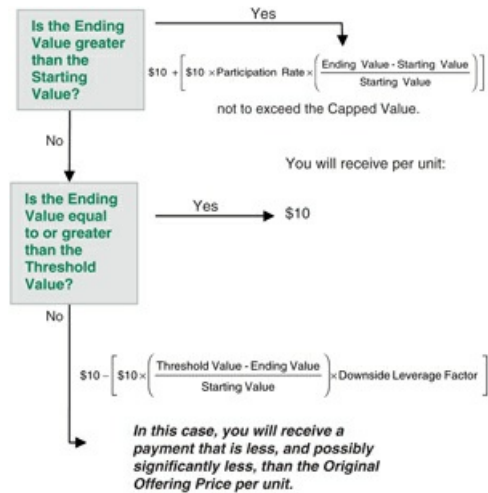 Is the Ending
Value greater
than the
Starting
Value?
Yes
$10 + [ $10 × Participation Rate × ( Ending Value - Starting Value
Starting Value ) ]
not to exceed the Capped Value.
No
You will receive per unit:
Is the Ending
Value equal
to or greater
than the
Threshold
Value?
Yes
$10
No
$10 – [ $10 × ( Threshold Value - Ending Value
Starting Value ) × Downside Leverage Factor ]
In this case, you will receive a
payment that is less, and possibly
significantly less, than the Original
Offering Price per unit.